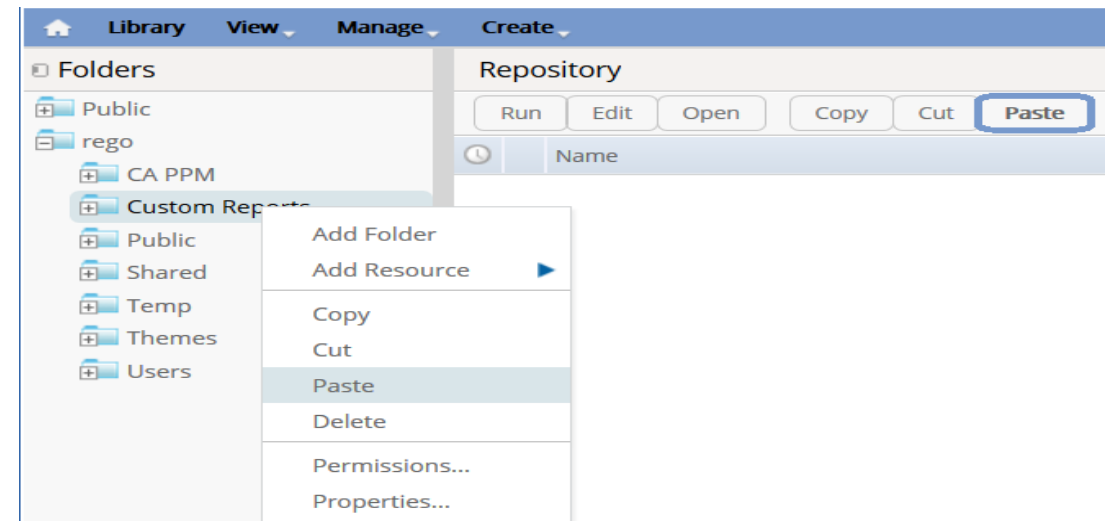 Library View Manage Create
Folders
Repository
Public
Run Edit Open Copy Cut Paste
rego
Name
CA PPM
Custom Reports
Public
Add Folder
Shared
Add Resource
Temp
Copy
Themes
Cut
Users
Paste
Delete
Permissions...
Properties...